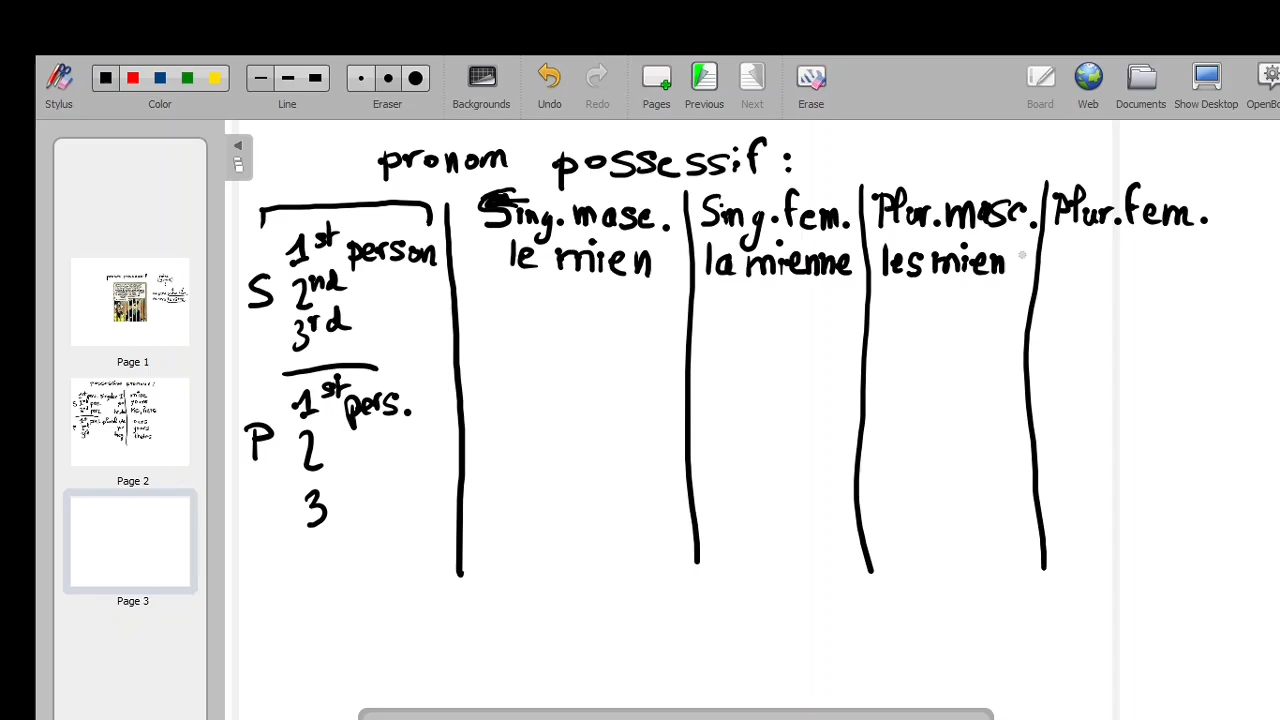 Stylus Color Line Eraser Backgrounds Undo Redo Pages Previous Next Erase Board Web Documents Show Desktop OpenBo
pronom possessif :
Sing. masc. Sing. fem. Plur. masc. Plur. fem.
1st person le mien la mienne les mien
S 2nd
3rd
1st pers.
P 2
3
Page 1
Page 2
Page 3